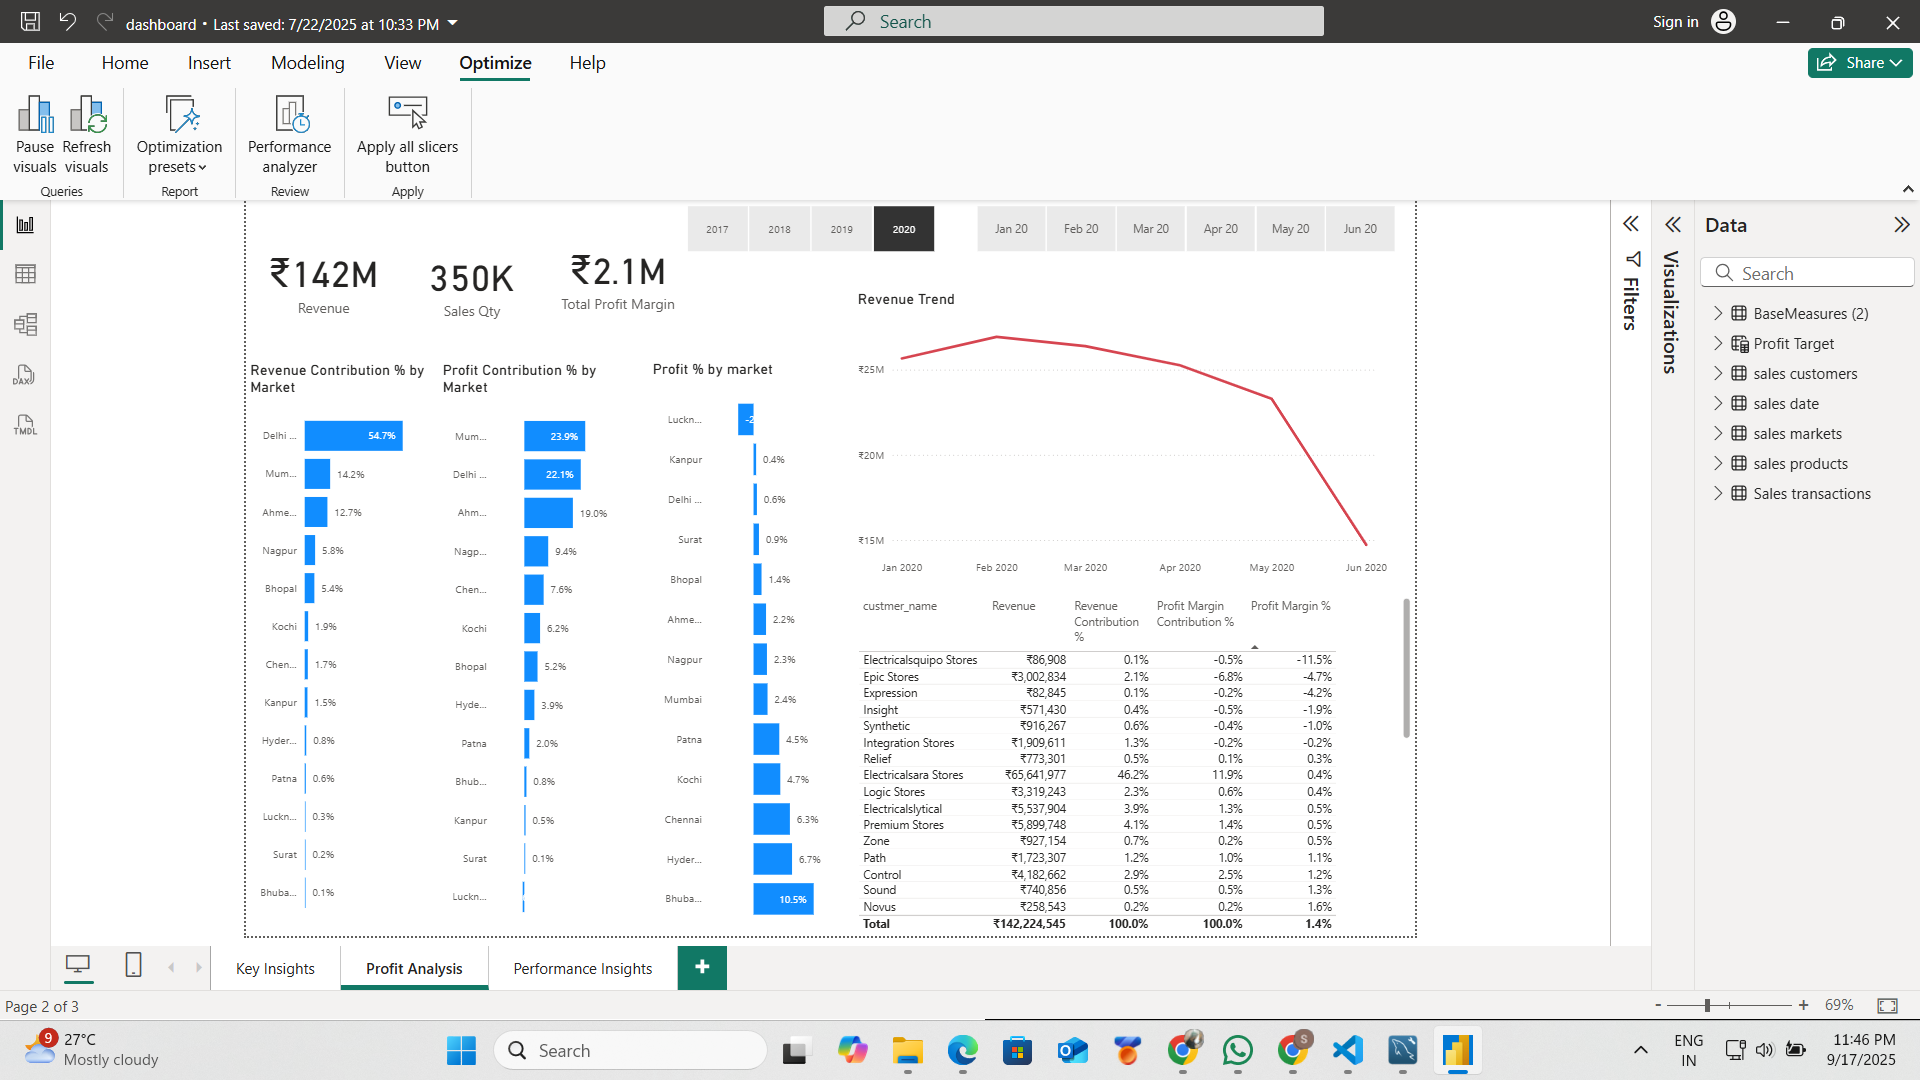 dashboard • Last saved: 7/22/2025 at 10:33 PM
Search
Sign in
File Home Insert Modeling View Optimize Help
Share
Pause visuals
Refresh visuals
Optimization presets
Performance analyzer
Apply all slicers button
Queries Report Review Apply
2017 2018 2019 2020
Jan 20 Feb 20 Mar 20 Apr 20 May 20 Jun 20
₹142M
Revenue
350K
Sales Qty
₹2.1M
Total Profit Margin
Revenue Contribution % by
Market
Delhi ... 54.7%
Mum... 14.2%
Ahme... 12.7%
Nagpur 5.8%
Bhopal 5.4%
Kochi 1.9%
Chen... 1.7%
Kanpur 1.5%
Hyder... 0.8%
Patna 0.6%
Luckn... 0.3%
Surat 0.2%
Bhuba... 0.1%
Profit Contribution % by
Market
Mum... 23.9%
Delhi ... 22.1%
Ahm... 19.0%
Nagp... 9.4%
Chen... 7.6%
Kochi 6.2%
Bhopal 5.2%
Hyde... 3.9%
Patna 2.0%
Bhub... 0.8%
Kanpur 0.5%
Surat 0.1%
Luckn...
Profit % by market
Luckn... -2
Kanpur 0.4%
Delhi ... 0.6%
Surat 0.9%
Bhopal 1.4%
Ahme... 2.2%
Nagpur 2.3%
Mumbai 2.4%
Patna 4.5%
Kochi 4.7%
Chennai 6.3%
Hyder... 6.7%
Bhuba... 10.5%
Revenue Trend
₹25M
₹20M
₹15M
Jan 2020 Feb 2020 Mar 2020 Apr 2020 May 2020 Jun 2020
custmer_name Revenue Revenue Contribution % Profit Margin Contribution % Profit Margin %
Electricalsquipo Stores ₹86,908 0.1% -0.5% -11.5%
Epic Stores ₹3,002,834 2.1% -6.8% -4.7%
Expression ₹82,845 0.1% -0.2% -4.2%
Insight ₹571,430 0.4% -0.5% -1.9%
Synthetic ₹916,267 0.6% -0.4% -1.0%
Integration Stores ₹1,909,611 1.3% -0.2% -0.2%
Relief ₹773,301 0.5% 0.1% 0.3%
Electricalsara Stores ₹65,641,977 46.2% 11.9% 0.4%
Logic Stores ₹3,319,243 2.3% 0.6% 0.4%
Electricalslytical ₹5,537,904 3.9% 1.3% 0.5%
Premium Stores ₹5,899,748 4.1% 1.4% 0.5%
Zone ₹927,154 0.7% 0.2% 0.5%
Path ₹1,723,307 1.2% 1.0% 1.1%
Control ₹4,182,662 2.9% 2.5% 1.2%
Sound ₹740,856 0.5% 0.5% 1.3%
Novus ₹258,543 0.2% 0.2% 1.6%
Total ₹142,224,545 100.0% 100.0% 1.4%
Filters
Visualizations
Data
Search
BaseMeasures (2)
Profit Target
sales customers
sales date
sales markets
sales products
Sales transactions
DAX
TMDL
Key Insights Profit Analysis Performance Insights +
Page 2 of 3
- + 69%
9
27°C
Mostly cloudy
Search
S
ENG
IN
11:46 PM
9/17/2025